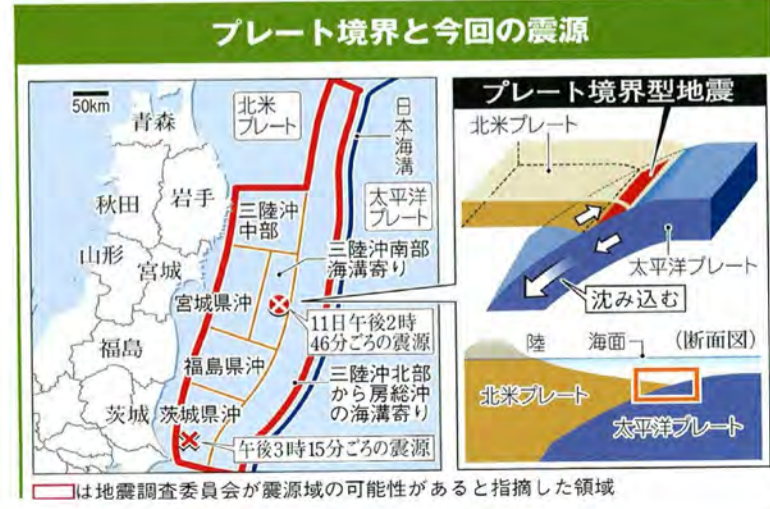 プレート境界と今回の震源
50km
青森
秋田
岩手
山形
宮城
福島
茨城
北米
プレート
日本海溝
太平洋
プレート
三陸沖
中部
三陸沖南部
海溝寄り
宮城県沖
11日午後2時
46分ごろの震源
福島県沖
三陸沖北部
から房総沖
の海溝寄り
茨城県沖
午後3時15分ごろの震源
プレート境界型地震
北米プレート
太平洋プレート
沈み込む
陸
海面
(断面図)
北米プレート
太平洋プレート
は地震調査委員会が震源域の可能性があると指摘した領域